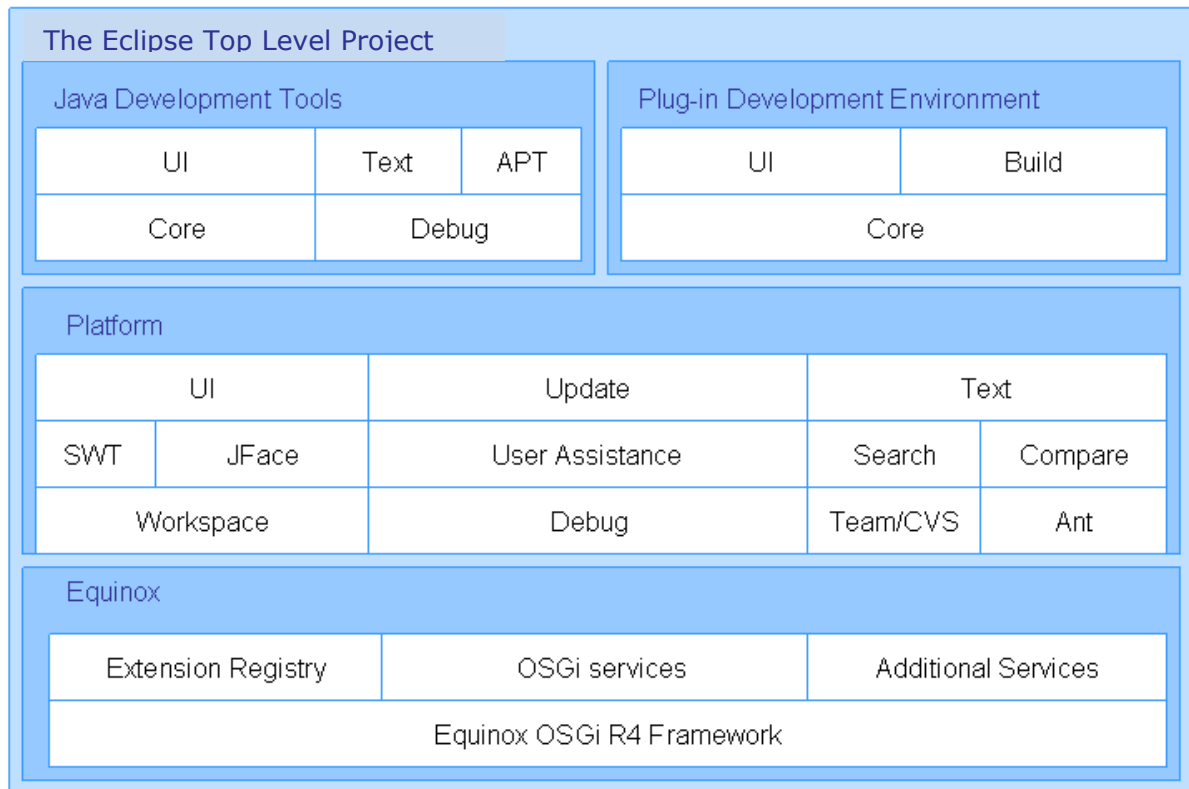 The Eclipse Top Level Project
Java Development Tools
UI Text APT
Core Debug
Plug-in Development Environment
UI Build
Core
Platform
UI Update Text
SWT JFace User Assistance Search Compare
Workspace Debug Team/CVS Ant
Equinox
Extension Registry OSGi services Additional Services
Equinox OSGi R4 Framework